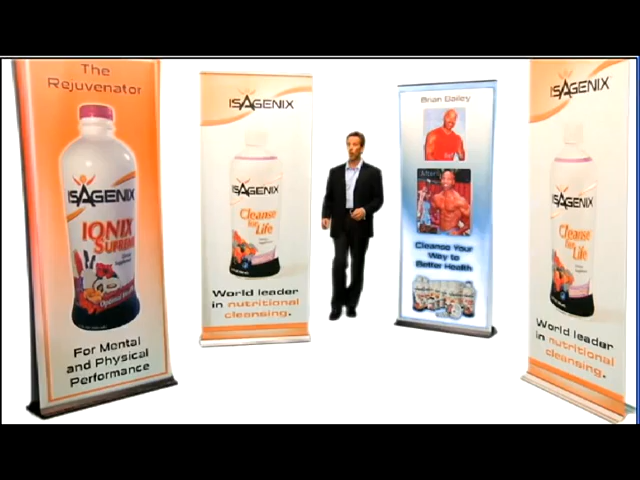 The
Rejuvenator
ISAGENIX
IONIX
SUPREME
For Mental
and Physical
Performance
ISAGENIX
ISAGENIX
Cleanse
For
Life
World leader
in nutritional
cleansing.
Brian Bailey
After
Cleanse Your
Way to
Better Health
ISAGENIX
ISAGENIX
Cleanse
For
Life
World leader
in nutritional
cleansing.